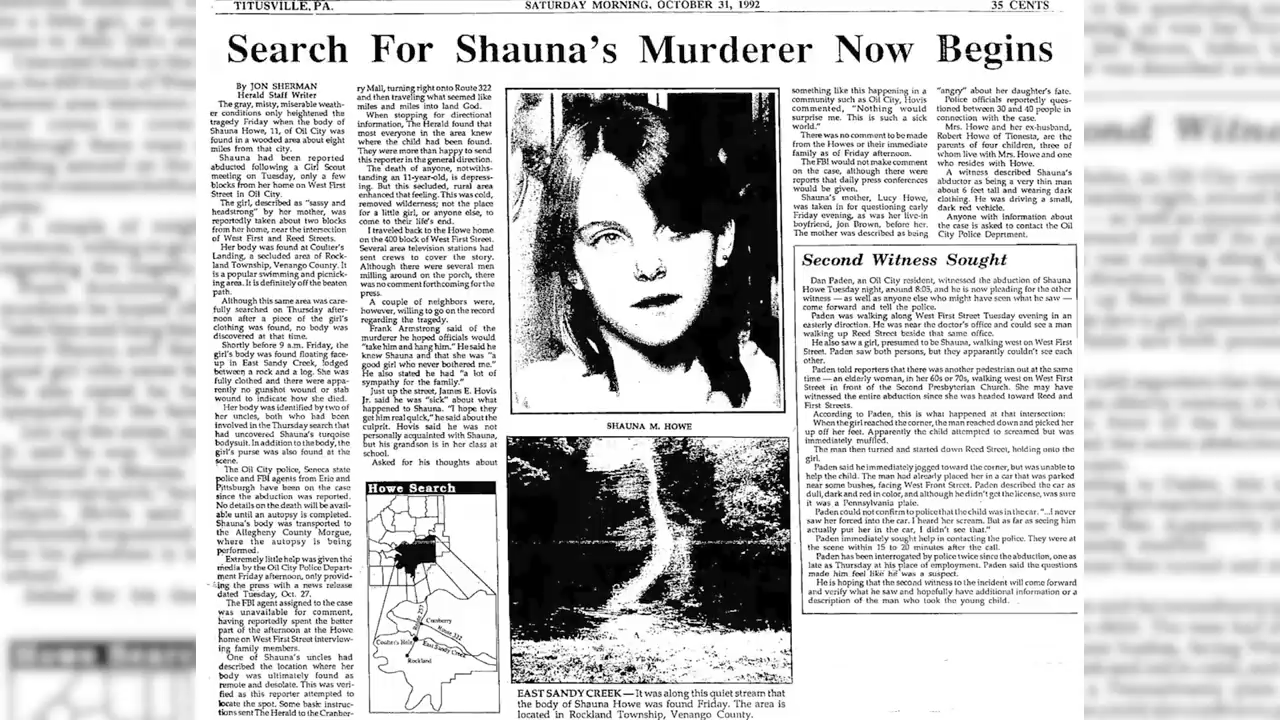 TITUSVILLE, PA.
SATURDAY MORNING, OCTOBER 31, 1992
35 CENTS
Search For Shauna's Murderer Now Begins
By JON SHERMAN
Herald Staff Writer
The gray, misty, miserable weath-
er conditions only heightened the
tragedy Friday when the body of
Shauna Howe, 11, of Oil City was
found in a wooded area about eight
miles from that city.
Shauna had been reported
abducted following a Girl Scout
meeting on Tuesday, only a few
blocks from her home on West First
Street in Oil City.
The girl, described as "sassy and
headstrong" by her mother, was
reportedly taken about two blocks
from her home, near the intersection
of West First and Reed Streets.
Her body was found at Coulter's
Landing, a secluded area of Rock-
land Township, Venango County. It
is a popular swimming and picnick-
ing area. It is definitely off the beaten
path.
Although this same area was care-
fully searched on Thursday after-
noon after a piece of the girl's
clothing was found, no body was
discovered at that time.
Shortly before 9 a.m. Friday, the
girl's body was found floating face-
up in East Sandy Creek, lodged
between a rock and a log. She was
fully clothed and there were appa-
rently no gunshot wound or stab
wound to indicate how she died.
Her body was identified by two of
her uncles, both who had been
involved in the Thursday search that
had uncovered Shauna's turqoise
bodysuit. In addition to the body, the
girl's purse was also found at the
scene.
The Oil City police, Seneca state
police and FBI agents from Erie and
Pittsburgh have been on the case
since the abduction was reported.
No details on the death will be avail-
able until an autopsy is completed.
Shauna's body was transported to
the Allegheny County Morgue,
where the autopsy is being
performed.
Extremely little help was given the
media by the Oil City Police Depart-
ment Friday afternoon, only provid-
ing the press with a news release
dated Tuesday, Oct. 27.
The FBI agent assigned to the case
was unavailable for comment,
having reportedly spent the better
part of the afternoon at the Howe
home on West First Street interview-
ing family members.
One of Shauna's uncles had
described the location where her
body was ultimately found as
remote and desolate. This was veri-
fied as this reporter attempted to
locate the spot. Some basic instruc-
tions sent The Herald to the Cranber-
ry Mall, turning right onto Route 322
and then traveling what seemed like
miles and miles into land God.
When stopping for directional
information, The Herald found that
most everyone in the area knew
where the child had been found.
They were more than happy to send
this reporter in the general direction.
The death of anyone, notwith-
standing an 11-year-old, is depress-
ing. But this secluded, rural area
enhanced that feeling. This was cold,
removed wilderness; not the place
for a little girl, or anyone else, to
come to their life's end.
I traveled back to the Howe home
on the 400 block of West First Street.
Several area television stations had
sent crews to cover the story.
Although there were several men
milling around on the porch, there
was no comment forthcoming for the
press.
A couple of neighbors were,
however, willing to go on the record
regarding the tragedy.
Frank Armstrong said of the
murderer he hoped officials would
"take him and hang him." He said he
knew Shauna and that she was "a
good girl who never bothered me."
He also stated he had "a lot of
sympathy for the family."
Just up the street, James E. Hovis
Jr. said he was "sick" about what
happened to Shauna. "I hope they
get him real quick," he said about the
culprit. Hovis said he was not
personally acquainted with Shauna,
but his grandson is in her class at
school.
Asked for his thoughts about
Howe Search
Cranberry
Route 322
Coulter's Hole
East Sandy Creek
Rockland
SHAUNA M. HOWE
EAST SANDY CREEK — It was along this quiet stream that
the body of Shauna Howe was found Friday. The area is
located in Rockland Township, Venango County.
something like this happening in a
community such as Oil City, Hovis
commented, "Nothing would
surprise me. This is such a sick
world."
There was no comment to be made
from the Howes or their immediate
family as of Friday afternoon.
The FBI would not make comment
on the case, although there were
reports that daily press conferences
would be given.
Shauna's mother, Lucy Howe,
was taken in for questioning early
Friday evening, as was her live-in
boyfriend, Jon Brown, before her.
The mother was described as being
"angry" about her daughter's fate.
Police officials reportedly ques-
tioned between 30 and 40 people in
connection with the case.
Mrs. Howe and her ex-husband,
Robert Howe of Tionesta, are the
parents of four children, three of
whom live with Mrs. Howe and one
who resides with Howe.
A witness described Shauna's
abductor as being a very thin man
about 6 feet tall and wearing dark
clothing. He was driving a small,
dark red vehicle.
Anyone with information about
the case is asked to contact the Oil
City Police Deprtment.
Second Witness Sought
Dan Paden, an Oil City resident, witnessed the abduction of Shauna
Howe Tuesday night, around 8:05, and he is now pleading for the other
witness — as well as anyone else who might have seen what he saw —
come forward and tell the police.
Paden was walking along West First Street Tuesday evening in an
easterly direction. He was near the doctor's office and could see a man
walking up Reed Street beside that same office.
He also saw a girl, presumed to be Shauna, walking west on West First
Street. Paden saw both persons, but they apparantly couldn't see each
other.
Paden told reporters that there was another pedestrian out at the same
time — an elderly woman, in her 60s or 70s, walking west on West First
Street in front of the Second Presbyterian Church. She may have
witnessed the entire abduction since she was headed toward Reed and
First Streets.
According to Paden, this is what happened at that intersection:
When the girl reached the corner, the man reached down and picked her
up off her feet. Apparently the child attempted to screamed but was
immediately muffled.
The man then turned and started down Reed Street, holding onto the
girl.
Paden said he immediately jogged toward the corner, but was unable to
help the child. The man had already placed her in a car that was parked
near some bushes, facing West Front Street. Paden described the car as
dull, dark and red in color, and although he didn't get the license, was sure
it was a Pennsylvania plate.
Paden could not confirm to police that the child was in the car. "...I never
saw her forced into the car. I heard her scream. But as far as seeing him
actually put her in the car, I didn't see that."
Paden immediately sought help in contacting the police. They were at
the scene within 15 to 20 minutes after the call.
Paden has been interrogated by police twice since the abduction, one as
late as Thursday at his place of employment. Paden said the questions
made him feel like he was a suspect.
He is hoping that the second witness to the incident will come forward
and verify what he saw and hopefully have additional information or a
description of the man who took the young child.